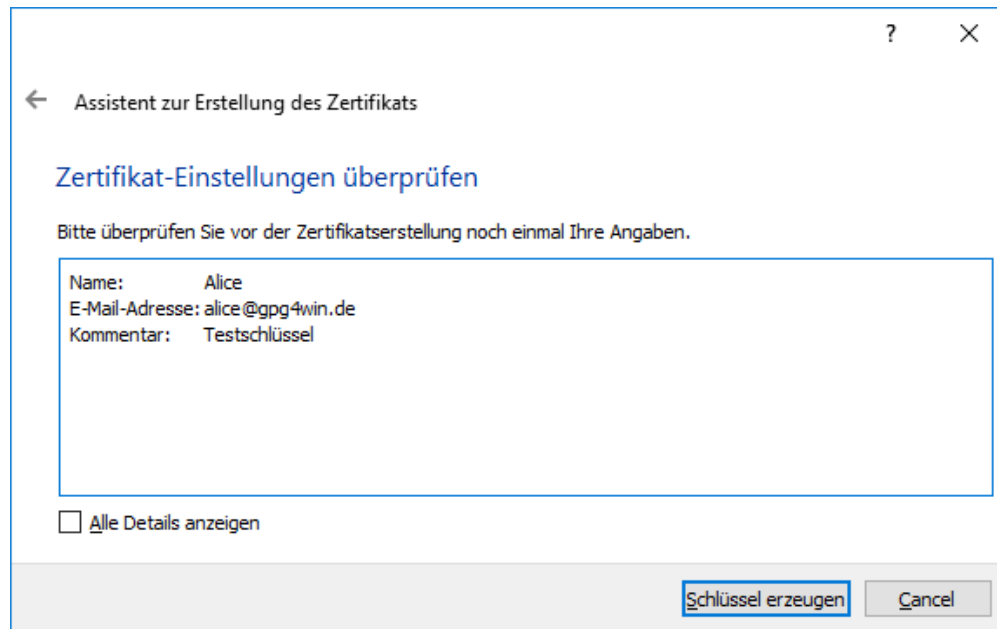 ?
Assistent zur Erstellung des Zertifikats
Zertifikat-Einstellungen überprüfen
Bitte überprüfen Sie vor der Zertifikatserstellung noch einmal Ihre Angaben.
Name: Alice
E-Mail-Adresse: alice@gpg4win.de
Kommentar: Testschlüssel
Alle Details anzeigen
Schlüssel erzeugen Cancel